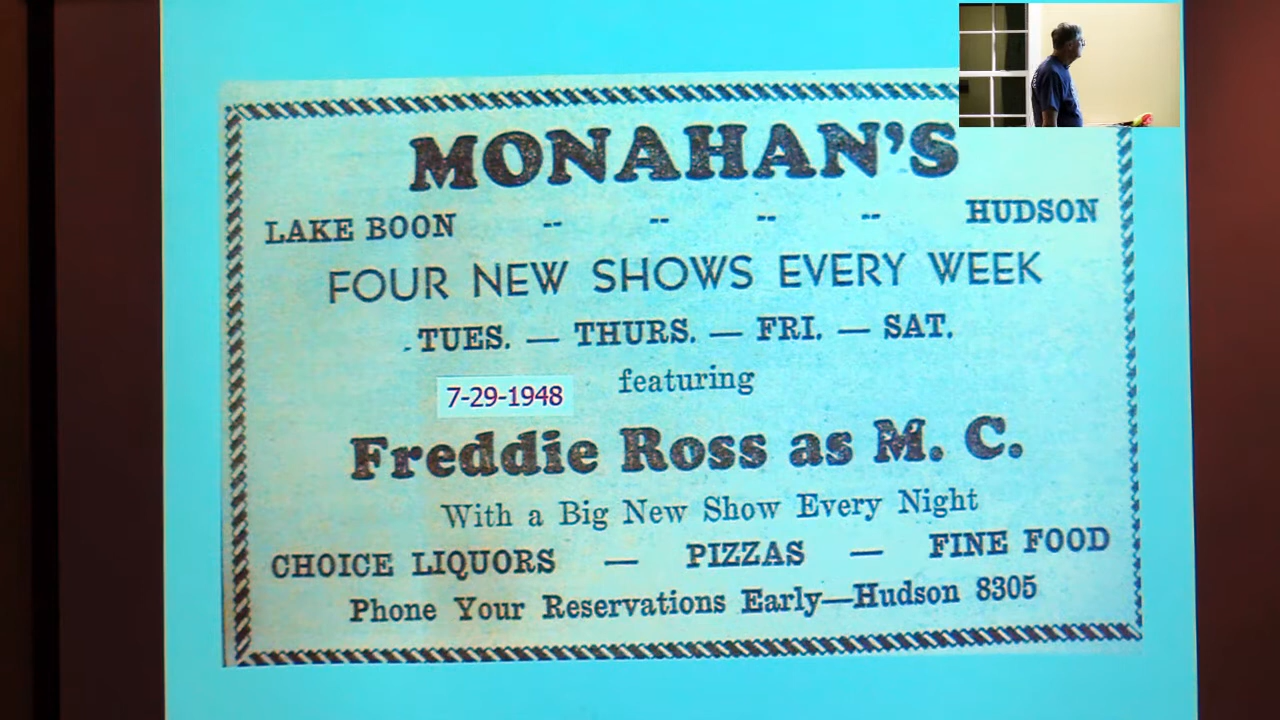 MONAHAN'S
LAKE BOON -- -- -- -- HUDSON
FOUR NEW SHOWS EVERY WEEK
TUES. — THURS. — FRI. — SAT.
featuring
7-29-1948
Freddie Ross as M. C.
With a Big New Show Every Night
CHOICE LIQUORS — PIZZAS — FINE FOOD
Phone Your Reservations Early—Hudson 8305